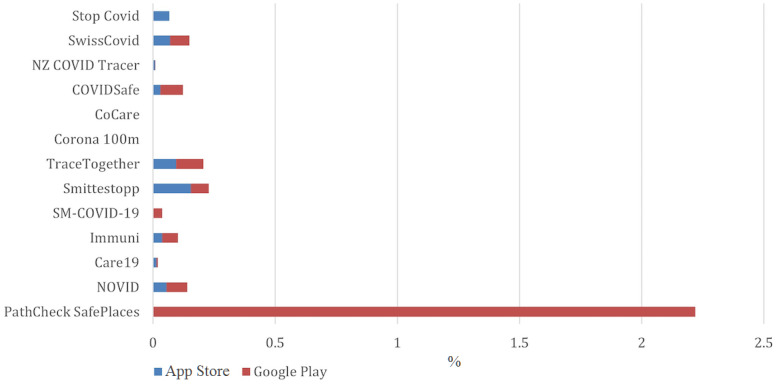 Stop Covid
SwissCovid
NZ COVID Tracer
COVIDSafe
CoCare
Corona 100m
TraceTogether
Smittestopp
SM-COVID-19
Immuni
Care19
NOVID
PathCheck SafePlaces
0 0.5 1 1.5 2 2.5
%
App Store Google Play